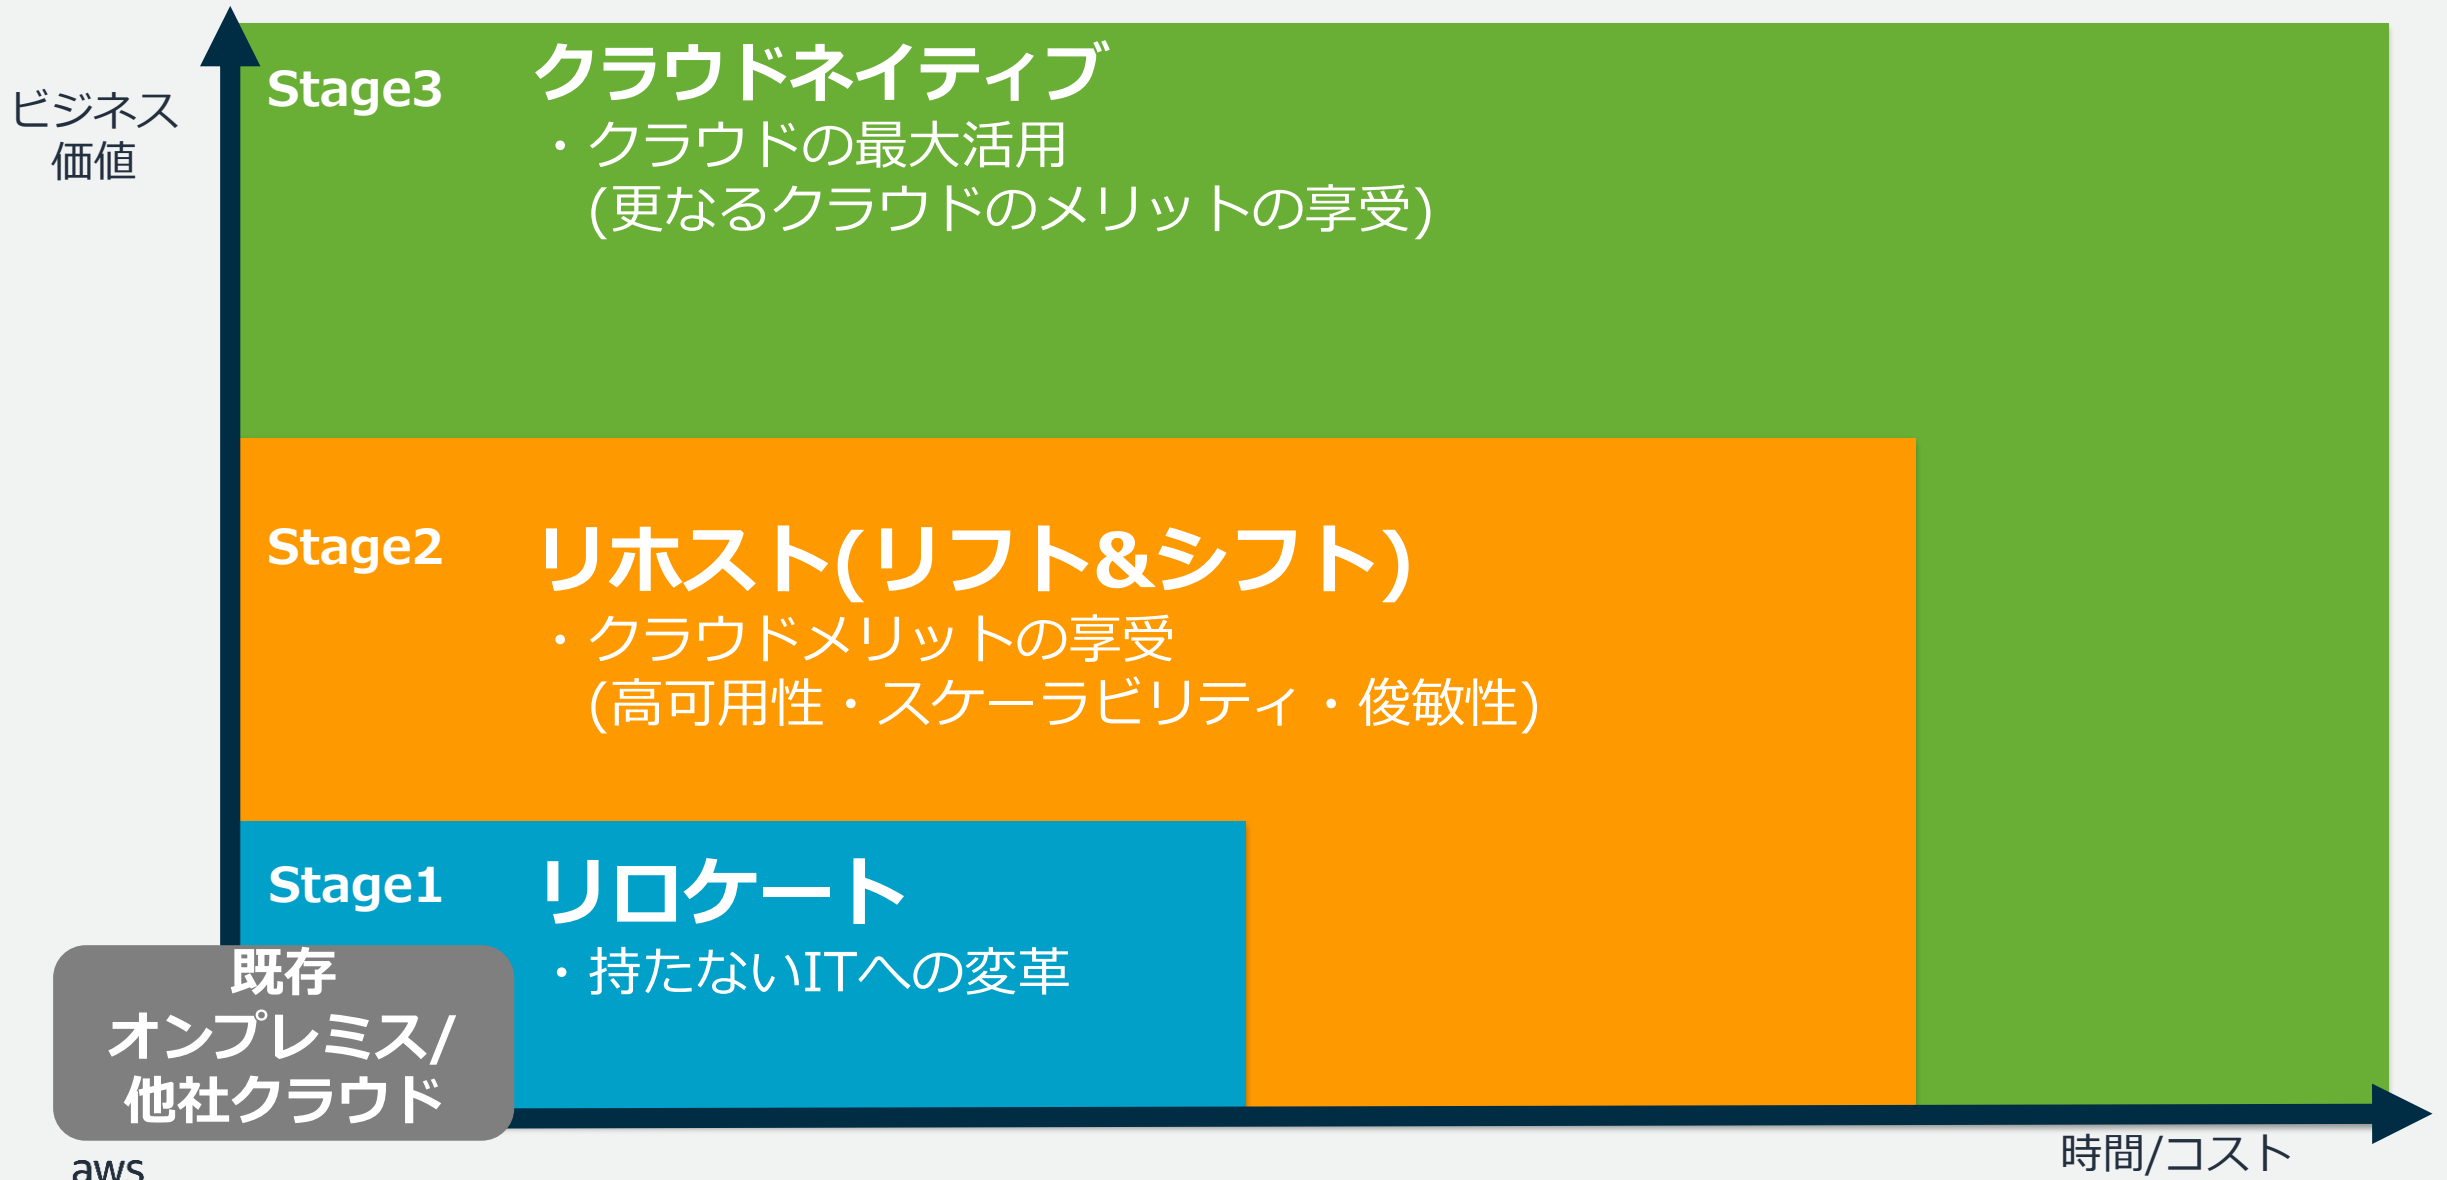 ビジネス
価値
Stage3
クラウドネイティブ
・クラウドの最大活用
(更なるクラウドのメリットの享受)
Stage2
リホスト(リフト&シフト)
・クラウドメリットの享受
(高可用性・スケーラビリティ・俊敏性)
Stage1
リロケート
・持たないITへの変革
既存
オンプレミス/
他社クラウド
時間/コスト
aws